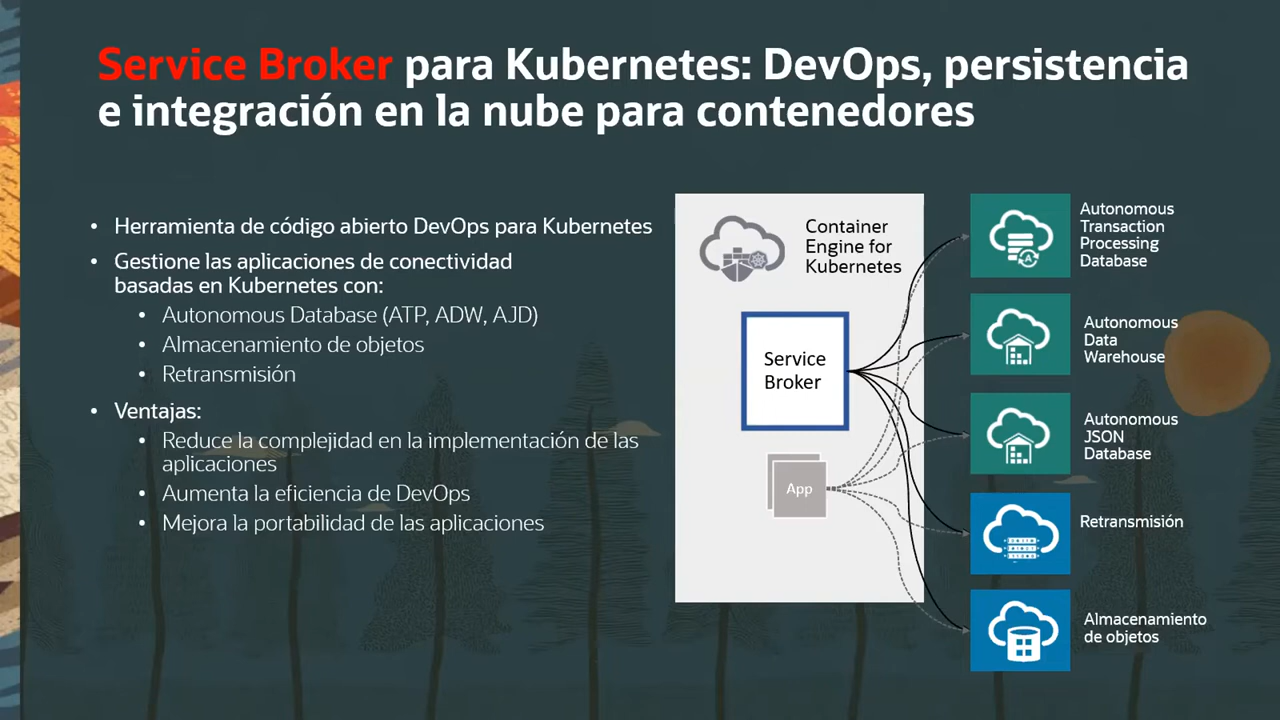 Service Broker para Kubernetes: DevOps, persistencia
e integración en la nube para contenedores
• Herramienta de código abierto DevOps para Kubernetes
• Gestione las aplicaciones de conectividad
basadas en Kubernetes con:
• Autonomous Database (ATP, ADW, AJD)
• Almacenamiento de objetos
• Retransmisión
• Ventajas:
• Reduce la complejidad en la implementación de las
aplicaciones
• Aumenta la eficiencia de DevOps
• Mejora la portabilidad de las aplicaciones
Container
Engine for
Kubernetes
Service
Broker
App
Autonomous
Transaction
Processing
Database
A
Autonomous
Data
Warehouse
Autonomous
JSON
Database
Retransmisión
Almacenamiento
de objetos